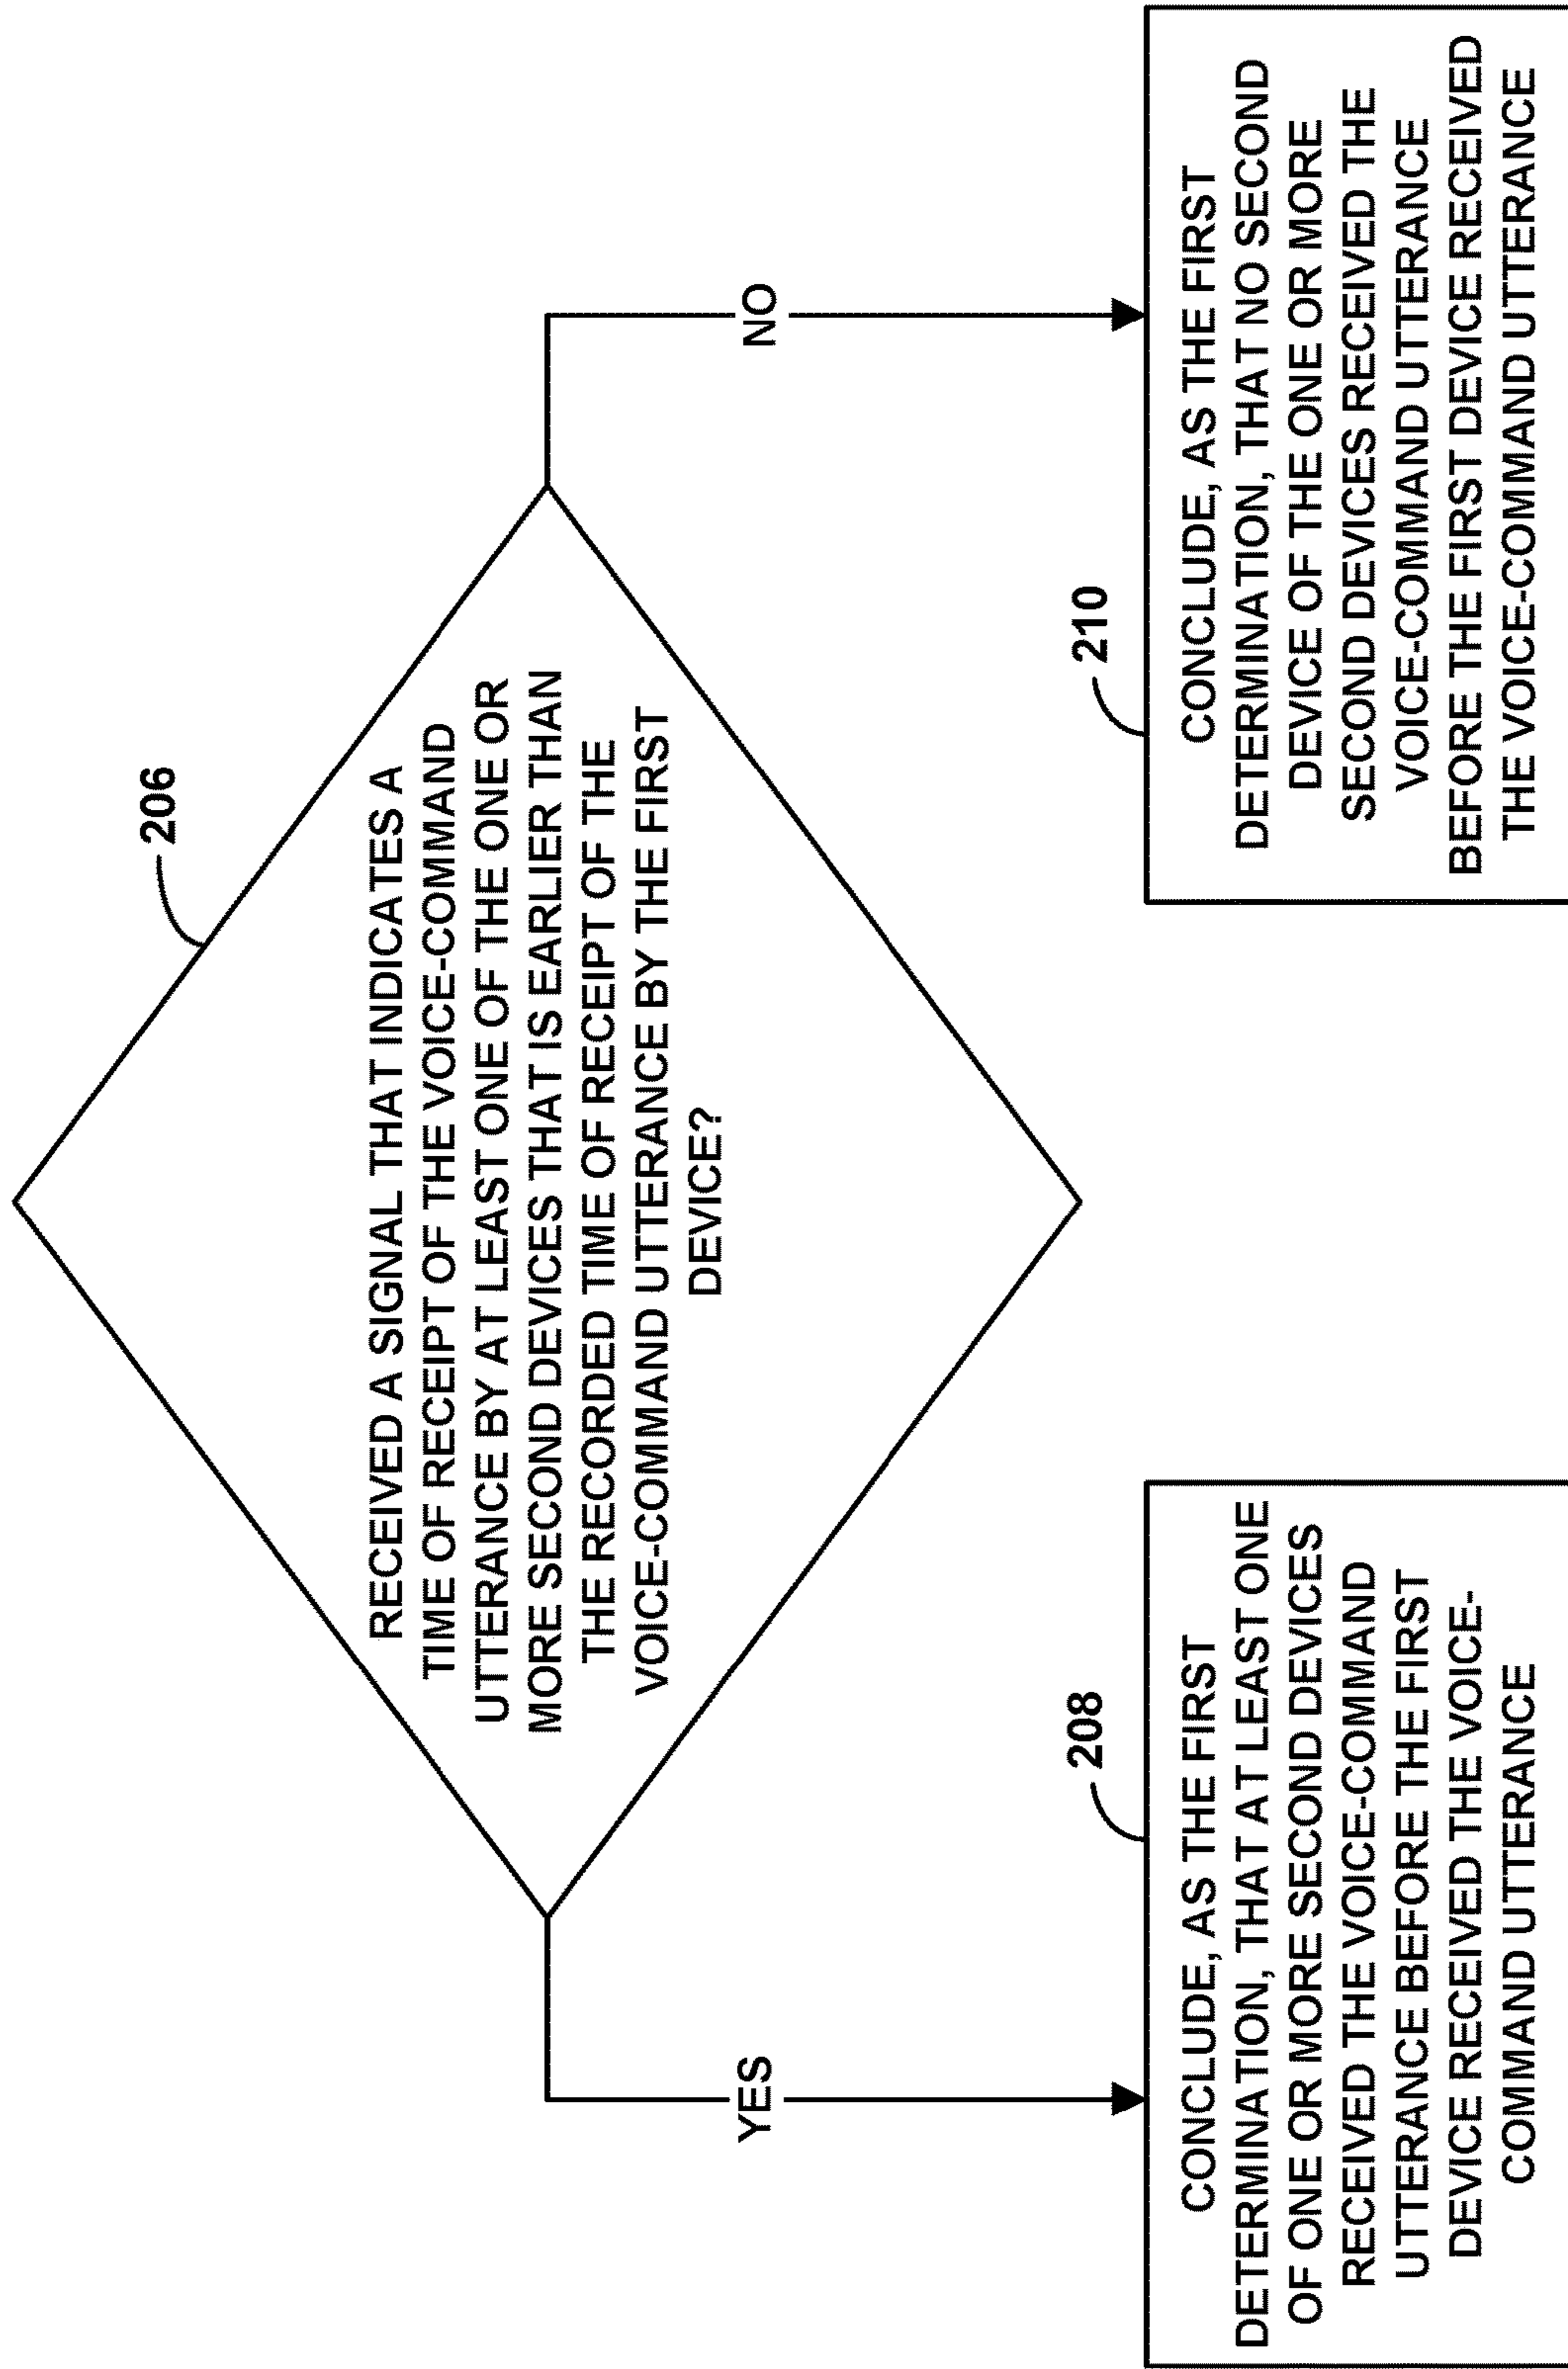 206
RECEIVED A SIGNAL THAT INDICATES A
TIME OF RECEIPT OF THE VOICE-COMMAND
UTTERANCE BY AT LEAST ONE OF THE ONE OR
MORE SECOND DEVICES THAT IS EARLIER THAN
THE RECORDED TIME OF RECEIPT OF THE
VOICE-COMMAND UTTERANCE BY THE FIRST
DEVICE?
YES
NO
208
CONCLUDE, AS THE FIRST
DETERMINATION, THAT AT LEAST ONE
OF ONE OR MORE SECOND DEVICES
RECEIVED THE VOICE-COMMAND
UTTERANCE BEFORE THE FIRST
DEVICE RECEIVED THE VOICE-
COMMAND UTTERANCE
210
CONCLUDE, AS THE FIRST
DETERMINATION, THAT NO SECOND
DEVICE OF THE ONE OR MORE
SECOND DEVICES RECEIVED THE
VOICE-COMMAND UTTERANCE
BEFORE THE FIRST DEVICE RECEIVED
THE VOICE-COMMAND UTTERANCE